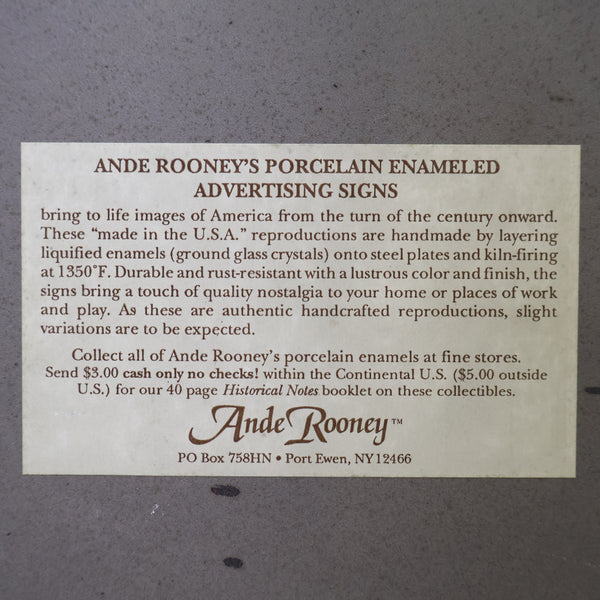 ANDE ROONEY'S PORCELAIN ENAMELED
ADVERTISING SIGNS
bring to life images of America from the turn of the century onward.
These "made in the U.S.A." reproductions are handmade by layering
liquified enamels (ground glass crystals) onto steel plates and kiln-firing
at 1350°F. Durable and rust-resistant with a lustrous color and finish, the
signs bring a touch of quality nostalgia to your home or places of work
and play. As these are authentic handcrafted reproductions, slight
variations are to be expected.
Collect all of Ande Rooney's porcelain enamels at fine stores.
Send $3.00 cash only no checks! within the Continental U.S. ($5.00 outside
U.S.) for our 40 page Historical Notes booklet on these collectibles.
Ande Rooney™
PO Box 758HN • Port Ewen, NY 12466